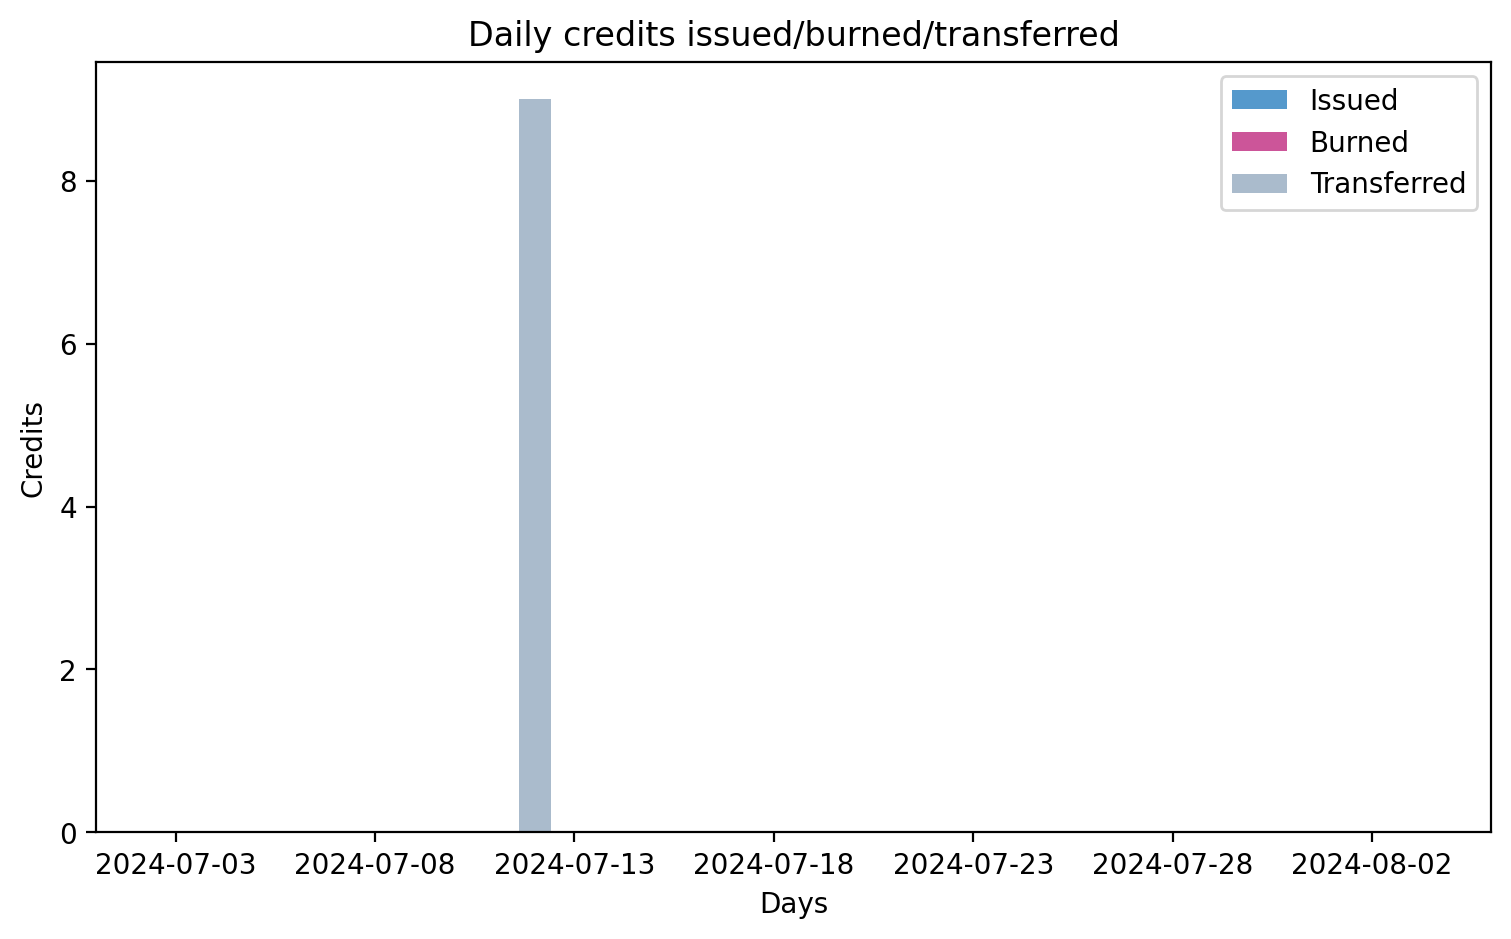 Daily credits issued/burned/transferred
Issued
Burned
Transferred
Credits
8
6
4
2
0
2024-07-03 2024-07-08 2024-07-13 2024-07-18 2024-07-23 2024-07-28 2024-08-02
Days